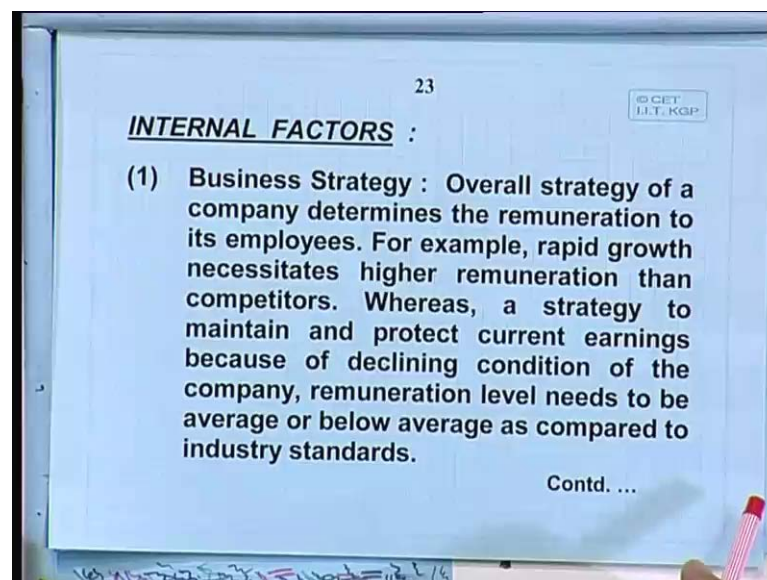 23
© CET
I.I.T. KGP
INTERNAL FACTORS :
(1) Business Strategy : Overall strategy of a
company determines the remuneration to
its employees. For example, rapid growth
necessitates higher remuneration than
competitors. Whereas, a strategy to
maintain and protect current earnings
because of declining condition of the
company, remuneration level needs to be
average or below average as compared to
industry standards.
Contd. ...